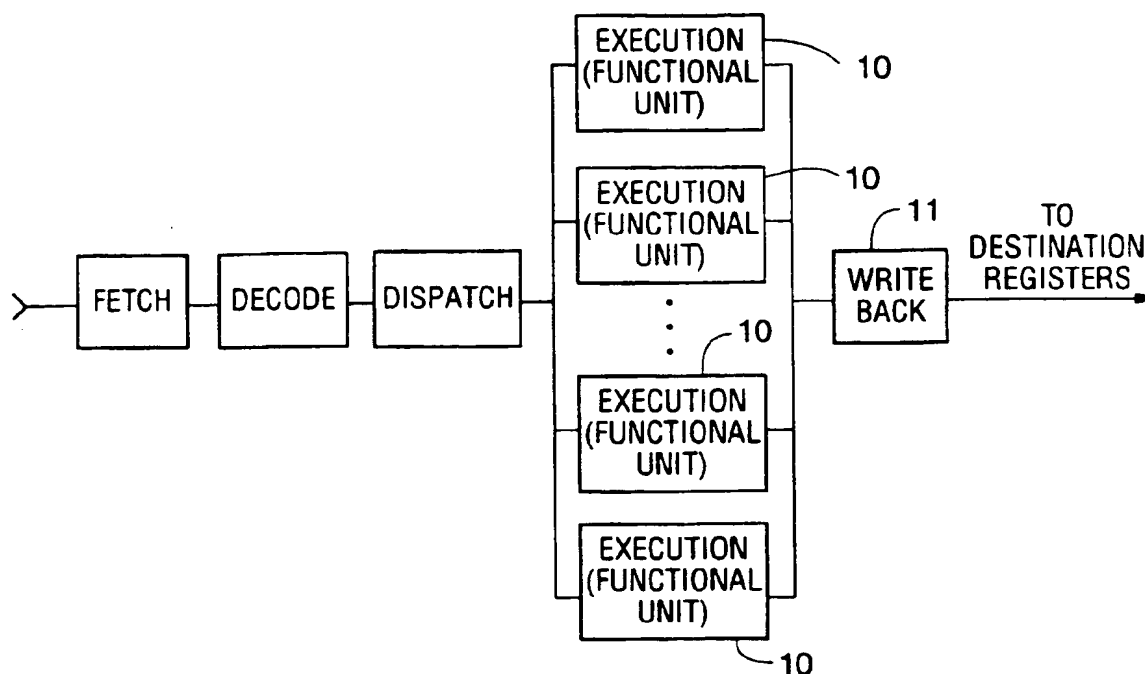 EXECUTION
(FUNCTIONAL
UNIT)
10
EXECUTION
(FUNCTIONAL
UNIT)
10
FETCH
DECODE
DISPATCH
11
WRITE
BACK
TO
DESTINATION
REGISTERS
10
EXECUTION
(FUNCTIONAL
UNIT)
EXECUTION
(FUNCTIONAL
UNIT)
10